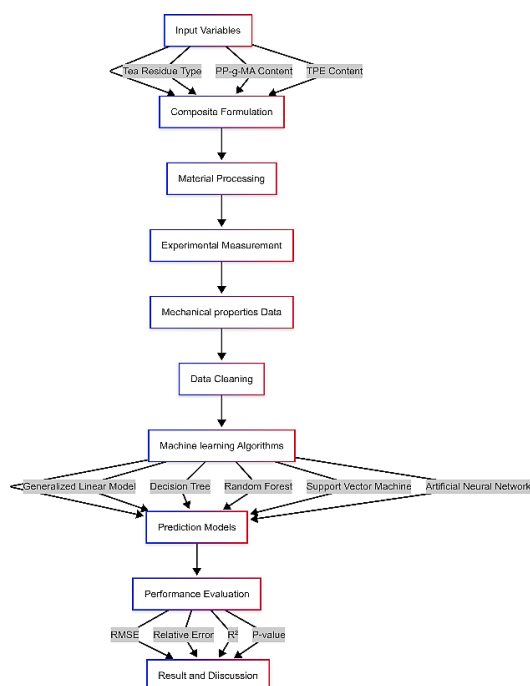 Input Variables
Tea Residue Type
PP-g-MA Content
TPE Content
Composite Formulation
Material Processing
Experimental Measurement
Mechanical properties Data
Data Cleaning
Machine learning Algorithms
Generalized Linear Model
Decision Tree
Random Forest
Support Vector Machine
Artificial Neural Network
Prediction Models
Performance Evaluation
RMSE
Relative Error
R²
P-value
Result and Diiscussion